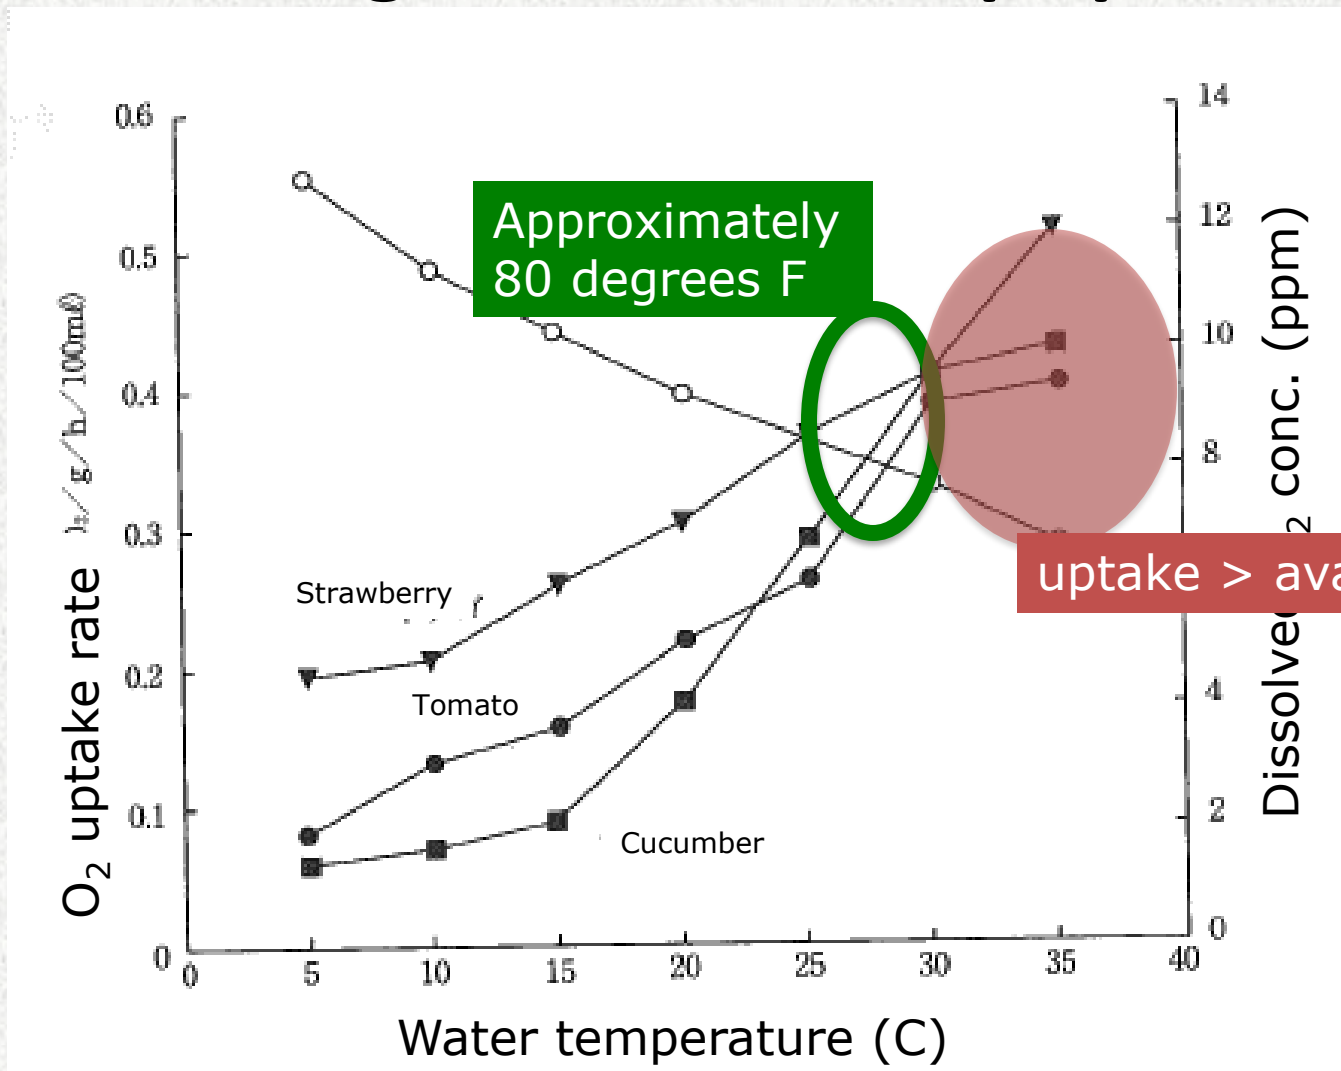 0.6
0.5
0.4
0.3
0.2
0.1
0
O2 uptake rate
/g/h/100mℓ)
Approximately
80 degrees F
Strawberry
Tomato
Cucumber
uptake > ava
14
12
10
8
4
2
0
Dissolved
2 conc. (ppm)
0 5 10 15 20 25 30 35 40
Water temperature (C)